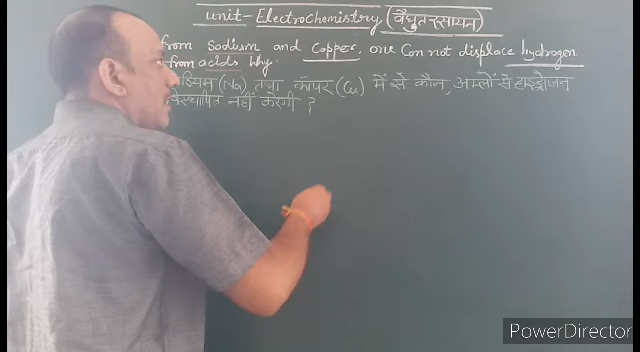 unit- Electrochemistry (वैधुत रसायन)
from Sodium and Copper, one Can not displace hydrogen
from acids why.
डियम (Na) तथा कॉपर (Cu) में से कौन, अम्लों से हाइड्रोजन
विस्थापित नहीं करेगी ?
PowerDirector